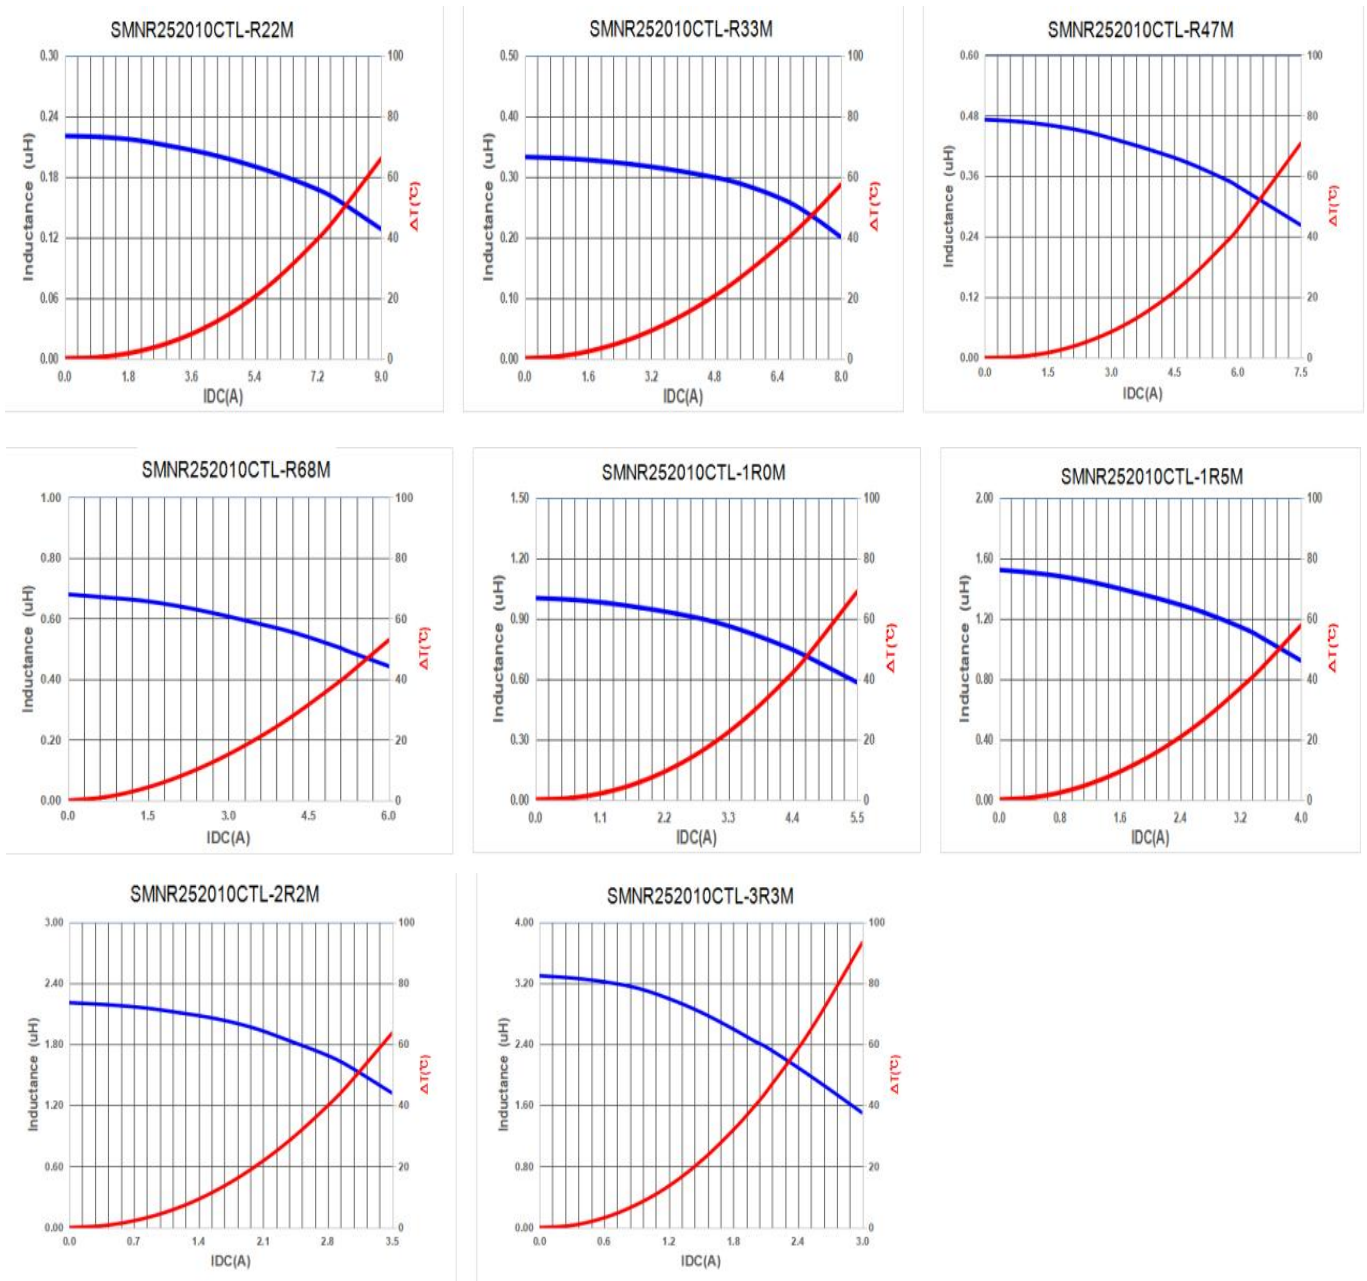 SMNR252010CTL-R22M
0.30
0.24
0.18
0.12
0.06
0.00
100
80
60
40
20
0
0.0 1.8 3.6 5.4 7.2 9.0
Inductance (uH)
ΔT(℃)
IDC(A)
SMNR252010CTL-R33M
0.50
0.40
0.30
0.20
0.10
0.00
100
80
60
40
20
0
0.0 1.6 3.2 4.8 6.4 8.0
Inductance (uH)
ΔT(℃)
IDC(A)
SMNR252010CTL-R47M
0.60
0.48
0.36
0.24
0.12
0.00
100
80
60
40
20
0
0.0 1.5 3.0 4.5 6.0 7.5
Inductance (uH)
ΔT(℃)
IDC(A)
SMNR252010CTL-R68M
1.00
0.80
0.60
0.40
0.20
0.00
100
80
60
40
20
0
0.0 1.5 3.0 4.5 6.0
Inductance (uH)
ΔT(℃)
IDC(A)
SMNR252010CTL-1R0M
1.50
1.20
0.90
0.60
0.30
0.00
100
80
60
40
20
0
0.0 1.1 2.2 3.3 4.4 5.5
Inductance (uH)
ΔT(℃)
IDC(A)
SMNR252010CTL-1R5M
2.00
1.60
1.20
0.80
0.40
0.00
100
80
60
40
20
0
0.0 0.8 1.6 2.4 3.2 4.0
Inductance (uH)
ΔT(℃)
IDC(A)
SMNR252010CTL-2R2M
3.00
2.40
1.80
1.20
0.60
0.00
100
80
60
40
20
0
0.0 0.7 1.4 2.1 2.8 3.5
Inductance (uH)
ΔT(℃)
IDC(A)
SMNR252010CTL-3R3M
4.00
3.20
2.40
1.60
0.80
0.00
100
80
60
40
20
0
0.0 0.6 1.2 1.8 2.4 3.0
Inductance (uH)
ΔT(℃)
IDC(A)